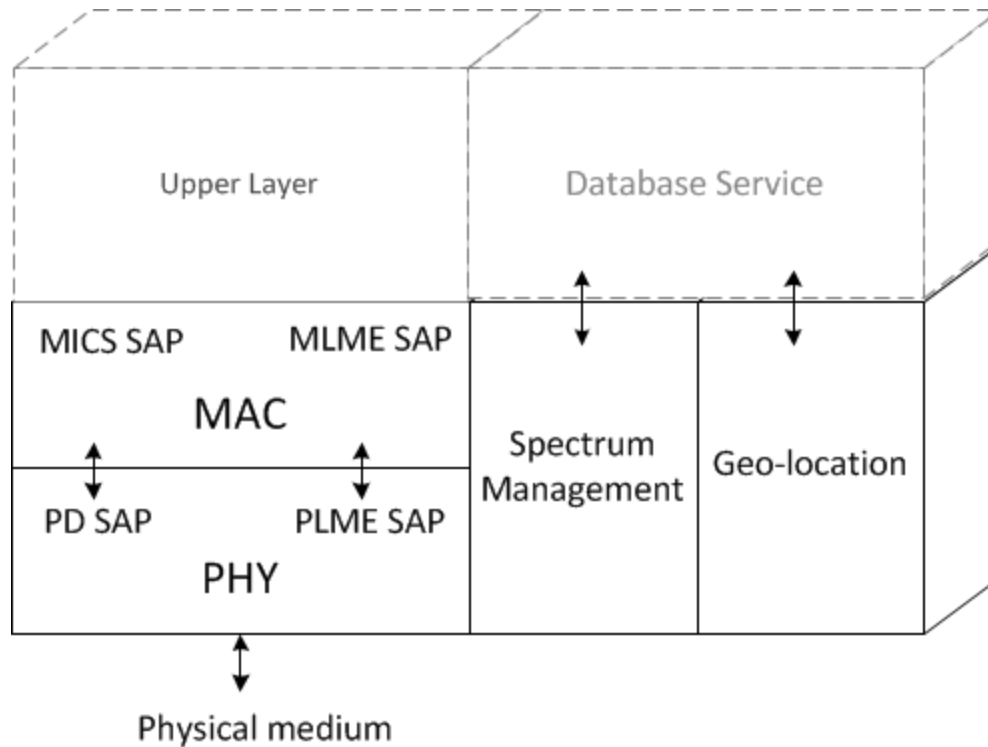 Upper Layer
Database Service
MICS SAP
MLME SAP
MAC
Spectrum
Management
Geo-location
PD SAP
PLME SAP
PHY
Physical medium